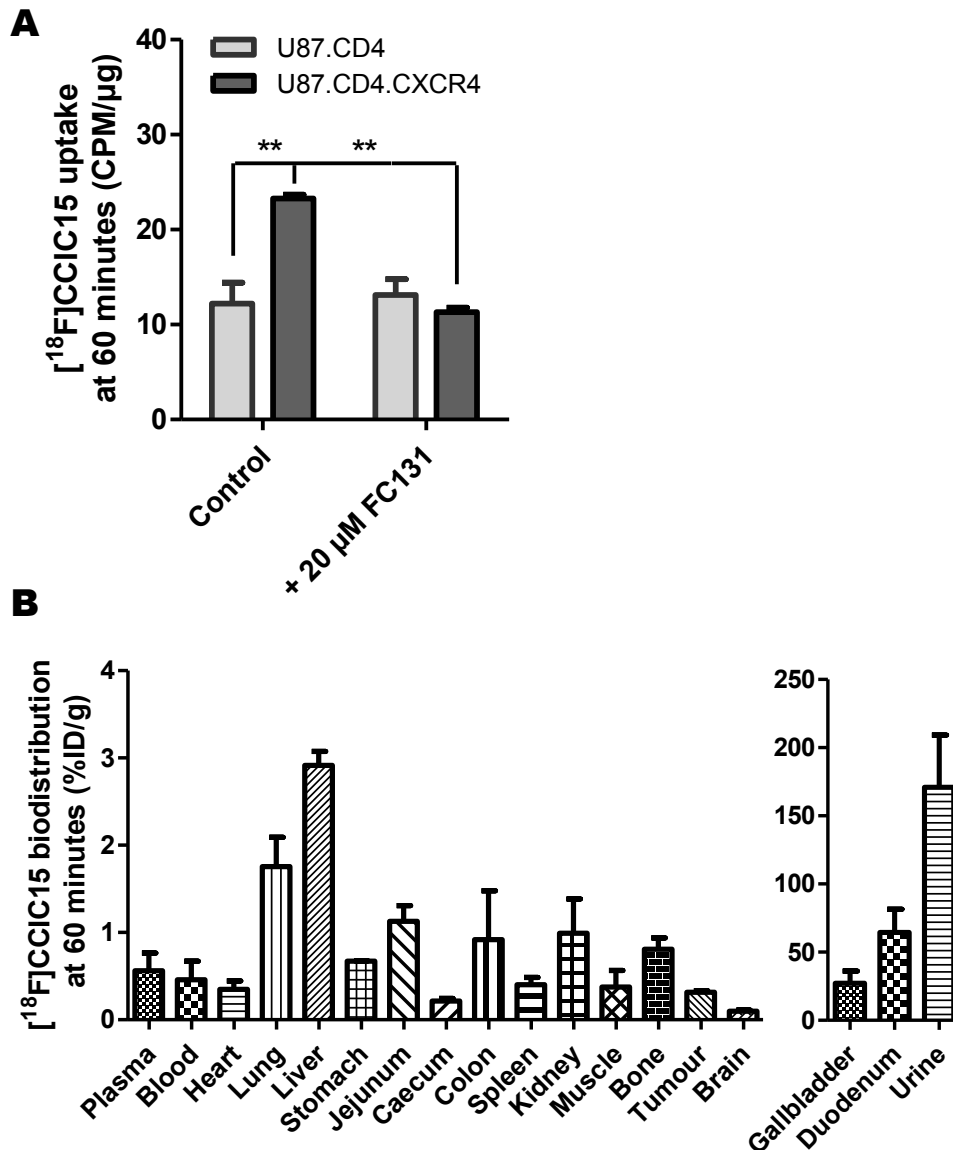 A
[18F]CCIC15 uptake
at 60 minutes (CPM/µg)
40
30
20
10
0
U87.CD4
U87.CD4.CXCR4
**
**
Control
+ 20 µM FC131
B
[18F]CCIC15 biodistribution
at 60 minutes (%ID/g)
4
3
2
1
0
Plasma
Blood
Heart
Lung
Liver
Stomach
Jejunum
Caecum
Colon
Spleen
Kidney
Muscle
Bone
Tumour
Brain
250
200
150
100
50
0
Gallbladder
Duodenum
Urine